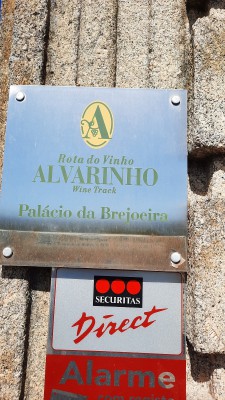 A
Rota do Vinho
ALVARINHO
Wine Track
Palácio da Brejoeira
SECURITAS
Direct
Alarme